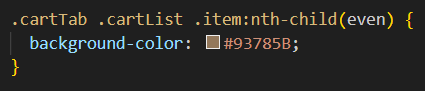 .cartTab .cartList .item:nth-child(even) {
  background-color: #93785B;
}